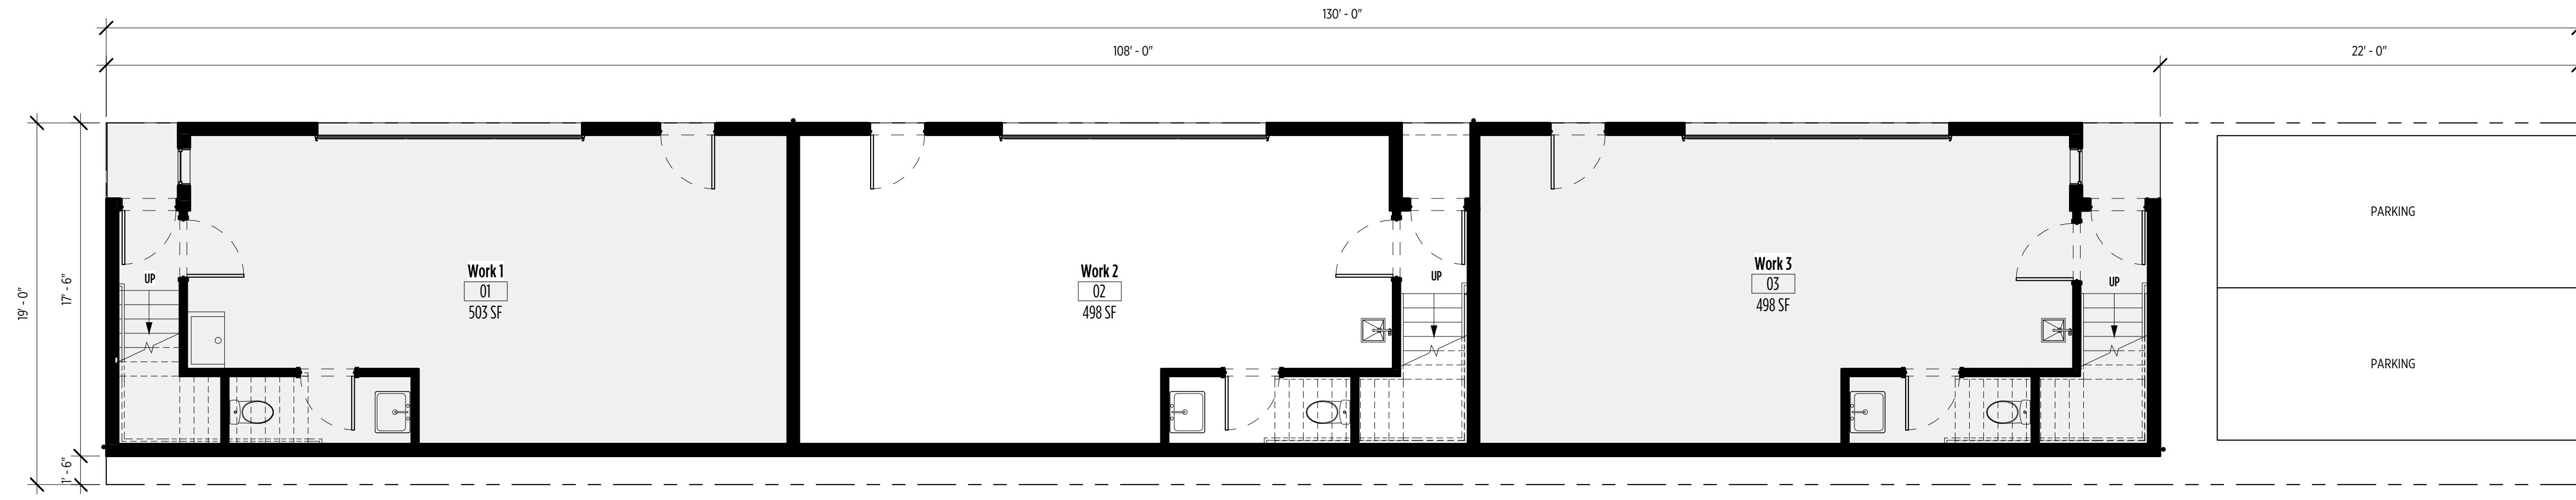 130' - 0"
108' - 0"
22' - 0"
19' - 0"
17' - 6"
1' - 6"
UP
Work 1
01
503 SF
Work 2
02
498 SF
UP
Work 3
03
498 SF
UP
PARKING
PARKING